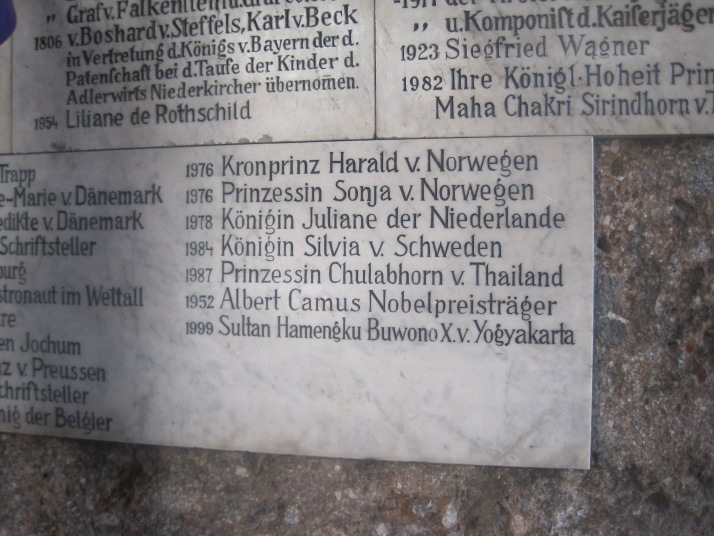 " Graf v. Falkenstein
1806 v. Boshard v. Steffels, Karl v. Beck
in Vertretung d. Königs v. Bayern der d.
Patenschaft bei d. Taufe der Kinder d.
Adlerwirts Niederkircher übernomen.
1954 Liliane de Rothschild
" u. Komponist d. Kaiserjäger
1923 Siegfried Wagner
1982 Ihre Königl. Hoheit Prin
Maha Chakri Sirindhorn v. T
Trapp
e-Marie v. Dänemark
edikte v. Dänemark
Schriftsteller
burg
stronaut im Weltall
re
en Jochum
nz v. Preussen
chriftsteller
nig der Belgier
1976 Kronprinz Harald v. Norwegen
1976 Prinzessin Sonja v. Norwegen
1978 Königin Juliane der Niederlande
1984 Königin Silvia v. Schweden
1987 Prinzessin Chulabhorn v. Thailand
1952 Albert Camus Nobelpreisträger
1999 Sultan Hamengku Buwono X. v. Yogyakarta